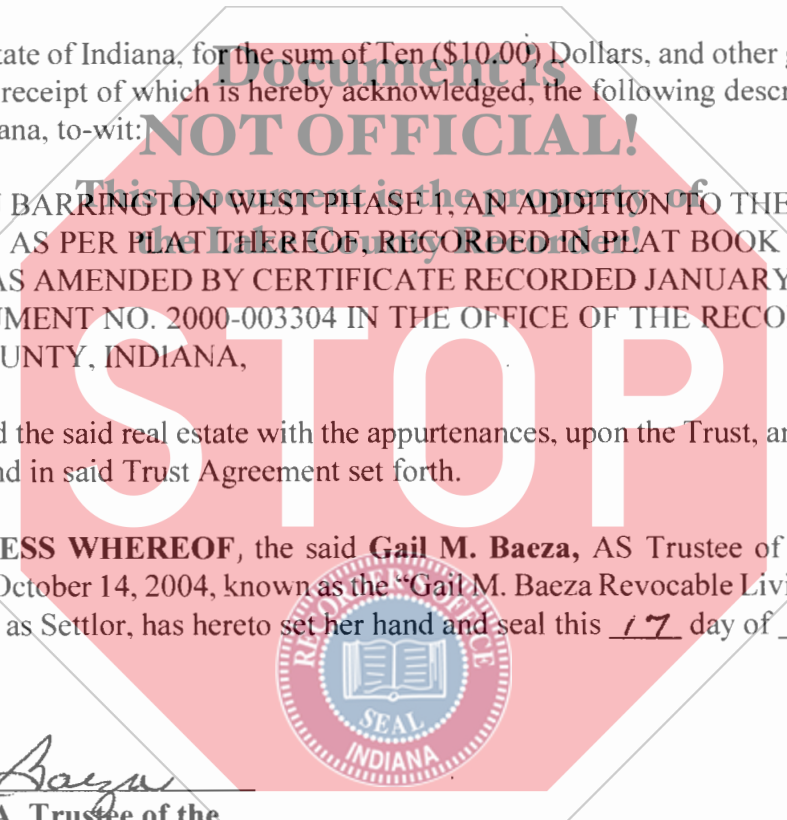 tate of Indiana, for the sum of Ten ($10.00) Dollars, and other
Document is
receipt of which is hereby acknowledged, the following descr
ana, to-wit:
NOT OFFICIAL!
This Document is the property of
BARRINGTON WEST PHASE 1, AN ADDITION TO THE
the Lake County Recorder!
AS PER PLAT THEREOF, RECORDED IN PLAT BOOK
AS AMENDED BY CERTIFICATE RECORDED JANUARY
UMENT NO. 2000-003304 IN THE OFFICE OF THE RECO
UNTY, INDIANA,
STOP
d the said real estate with the appurtenances, upon the Trust, an
nd in said Trust Agreement set forth.
ESS WHEREOF, the said Gail M. Baeza, AS Trustee of
October 14, 2004, known as the "Gail M. Baeza Revocable Livi
as Settlor, has hereto set her hand and seal this 17 day of
RECORDER'S OFFICE
SEAL
INDIANA
Baeza
A, Trustee of the